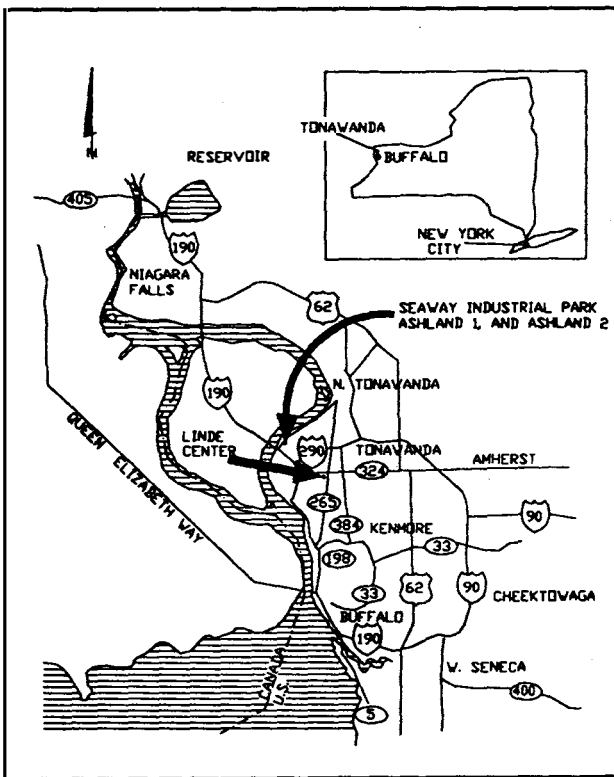 TONAWANDA
BUFFALO
NEW YORK
CITY
N
RESERVOIR
405
190
NIAGARA
FALLS
62
SEAWAY INDUSTRIAL PARK
ASHLAND 1, AND ASHLAND 2
190
N. TONAWANDA
QUEEN ELIZABETH WAY
LINDE
CENTER
290
TONAWANDA
324
AMHERST
265
384
KENMORE
90
198
33
33
62
90
CHEEKTOWAGA
BUFFALO
190
CANADA
U.S.
W. SENECA
400
5